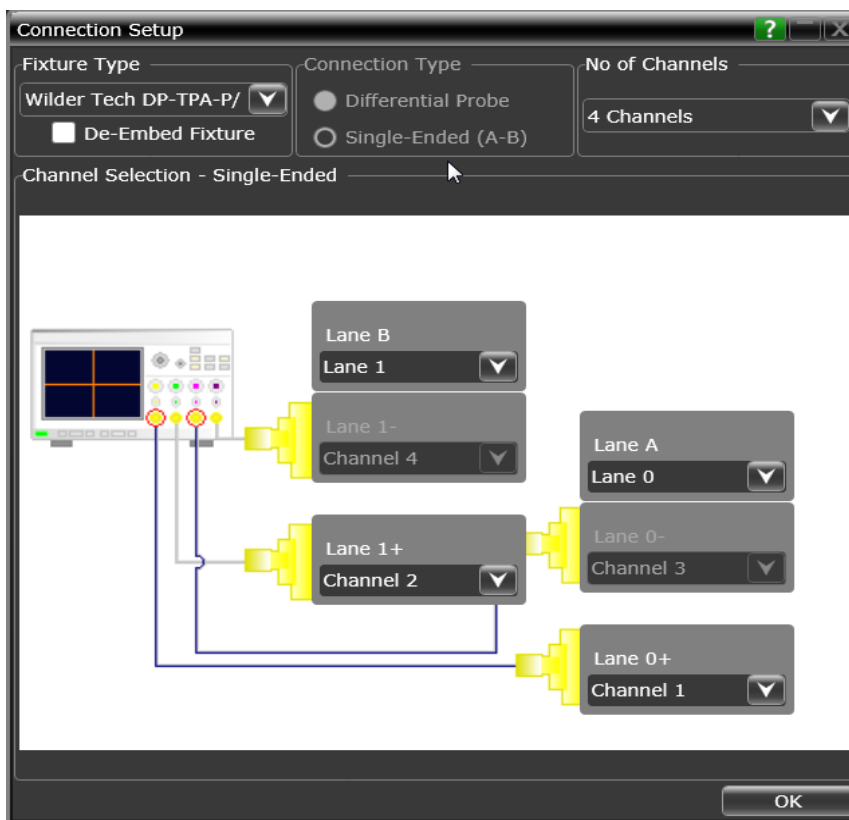 Connection Setup
?
Fixture Type
Wilder Tech DP-TPA-P/
De-Embed Fixture
Connection Type
Differential Probe
Single-Ended (A-B)
No of Channels
4 Channels
Channel Selection - Single-Ended
Lane B
Lane 1
Lane 1-
Channel 4
Lane 1+
Channel 2
Lane A
Lane 0
Lane 0-
Channel 3
Lane 0+
Channel 1
OK